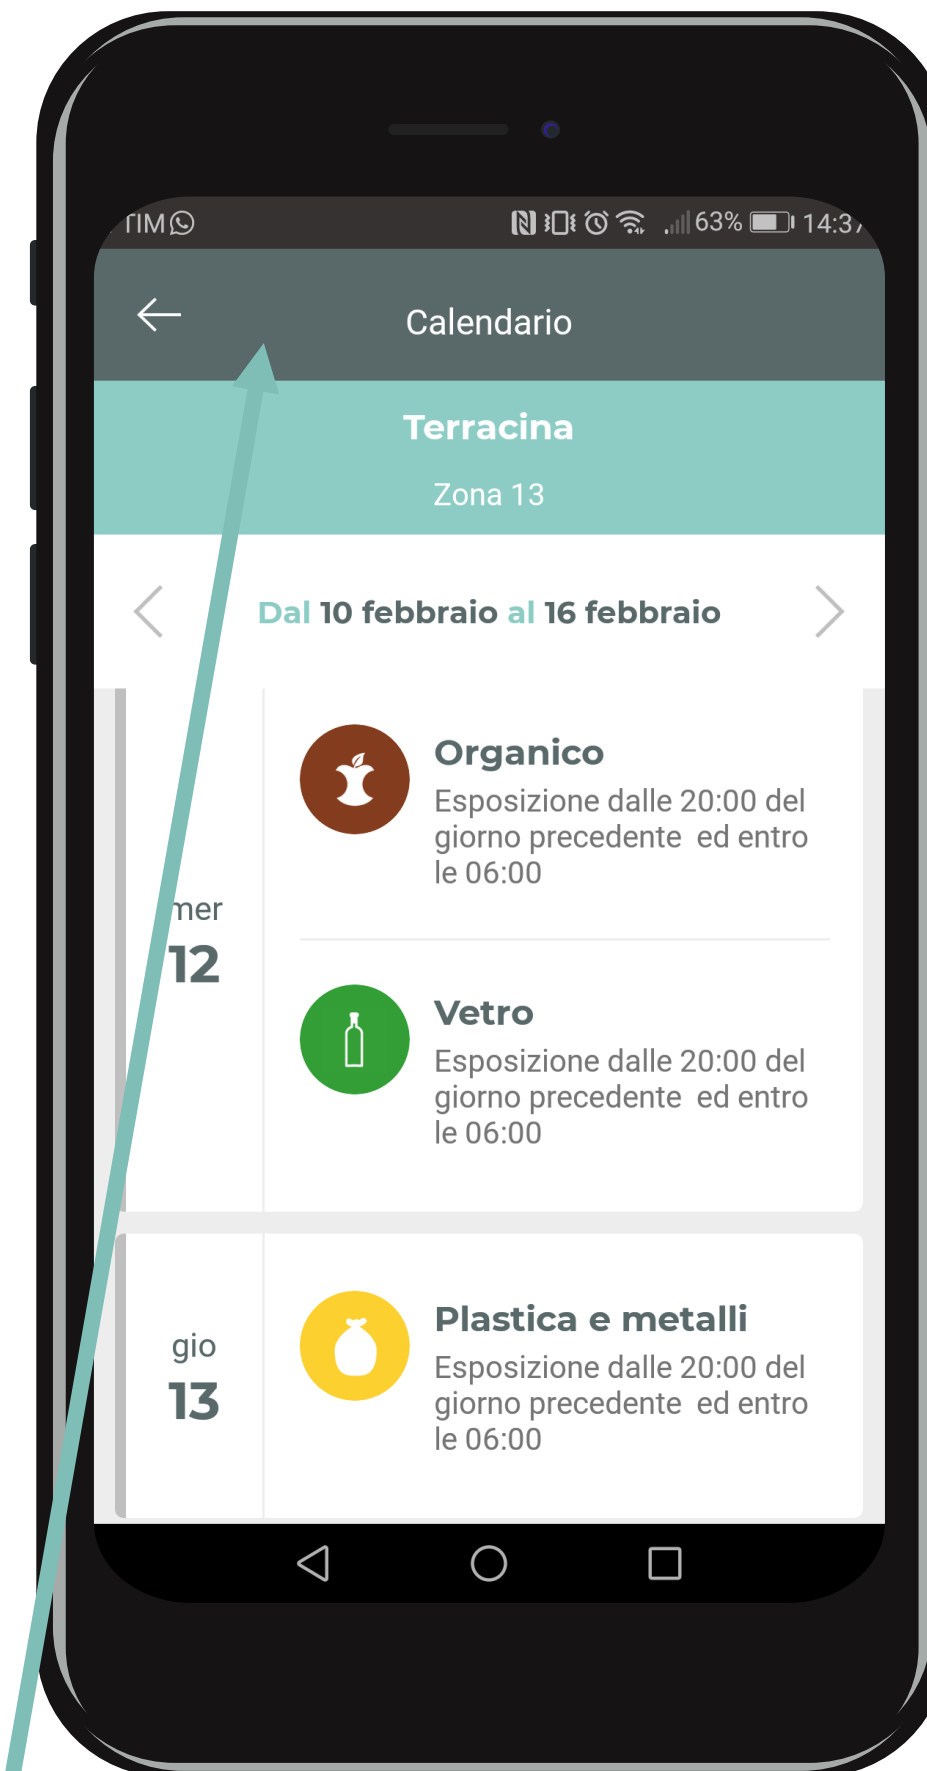 TIM 63% 14:37
Calendario
Terracina
Zona 13
Dal 10 febbraio al 16 febbraio
mer
12
Organico
Esposizione dalle 20:00 del
giorno precedente ed entro
le 06:00
Vetro
Esposizione dalle 20:00 del
giorno precedente ed entro
le 06:00
gio
13
Plastica e metalli
Esposizione dalle 20:00 del
giorno precedente ed entro
le 06:00